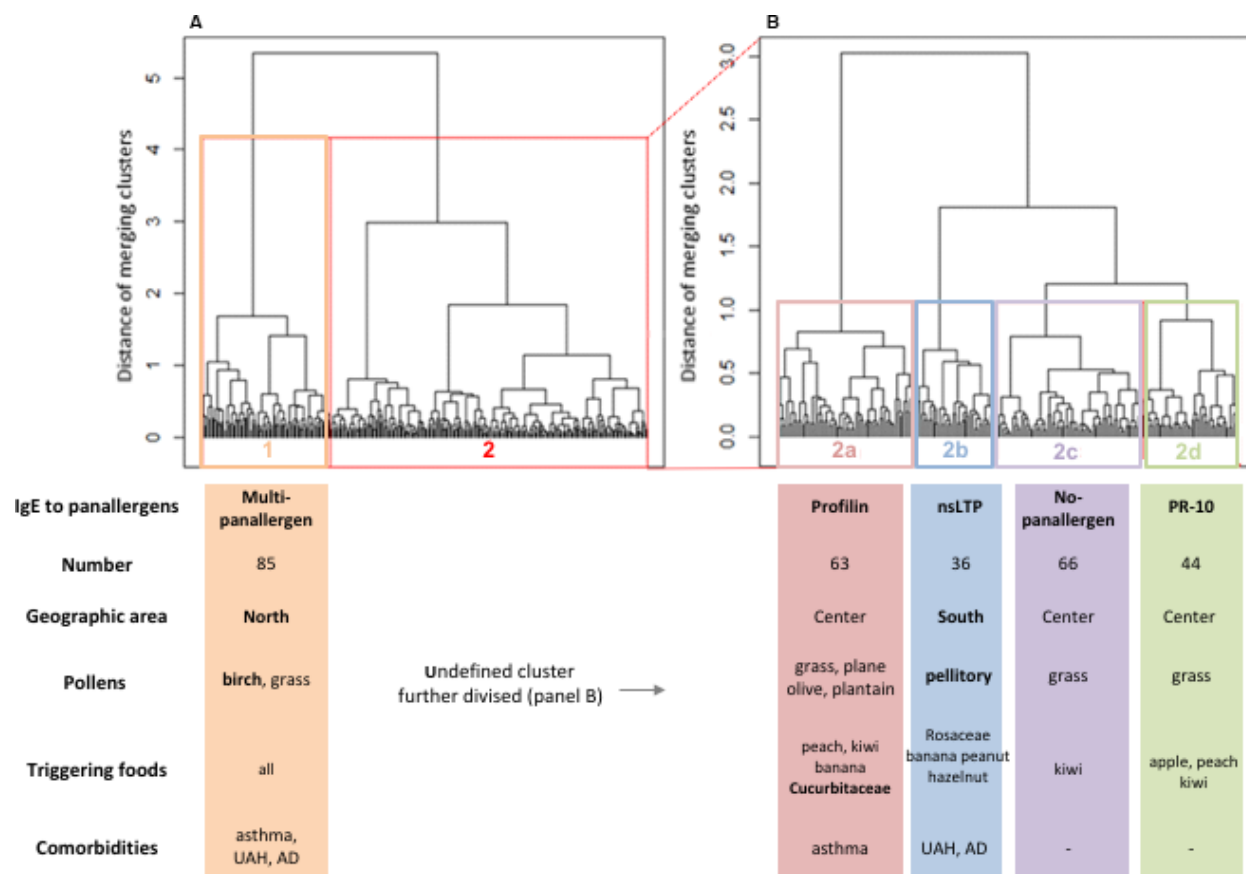 A
B
Distance of merging clusters
5
4
3
2
1
0
1
2
Distance of merging clusters
3.0
2.5
2.0
1.5
1.0
0.5
0.0
2a
2b
2c
2d
IgE to panallergens
Multi-
panallergen
Profilin
nsLTP
No-
panallergen
PR-10
Number
85
63
36
66
44
Geographic area
North
Center
South
Center
Center
Pollens
birch, grass
Undefined cluster
further divised (panel B)
grass, plane
olive, plantain
pellitory
grass
grass
Triggering foods
all
peach, kiwi
banana
Cucurbitaceae
Rosaceae
banana peanut
hazelnut
kiwi
apple, peach
kiwi
Comorbidities
asthma,
UAH, AD
asthma
UAH, AD
-
-